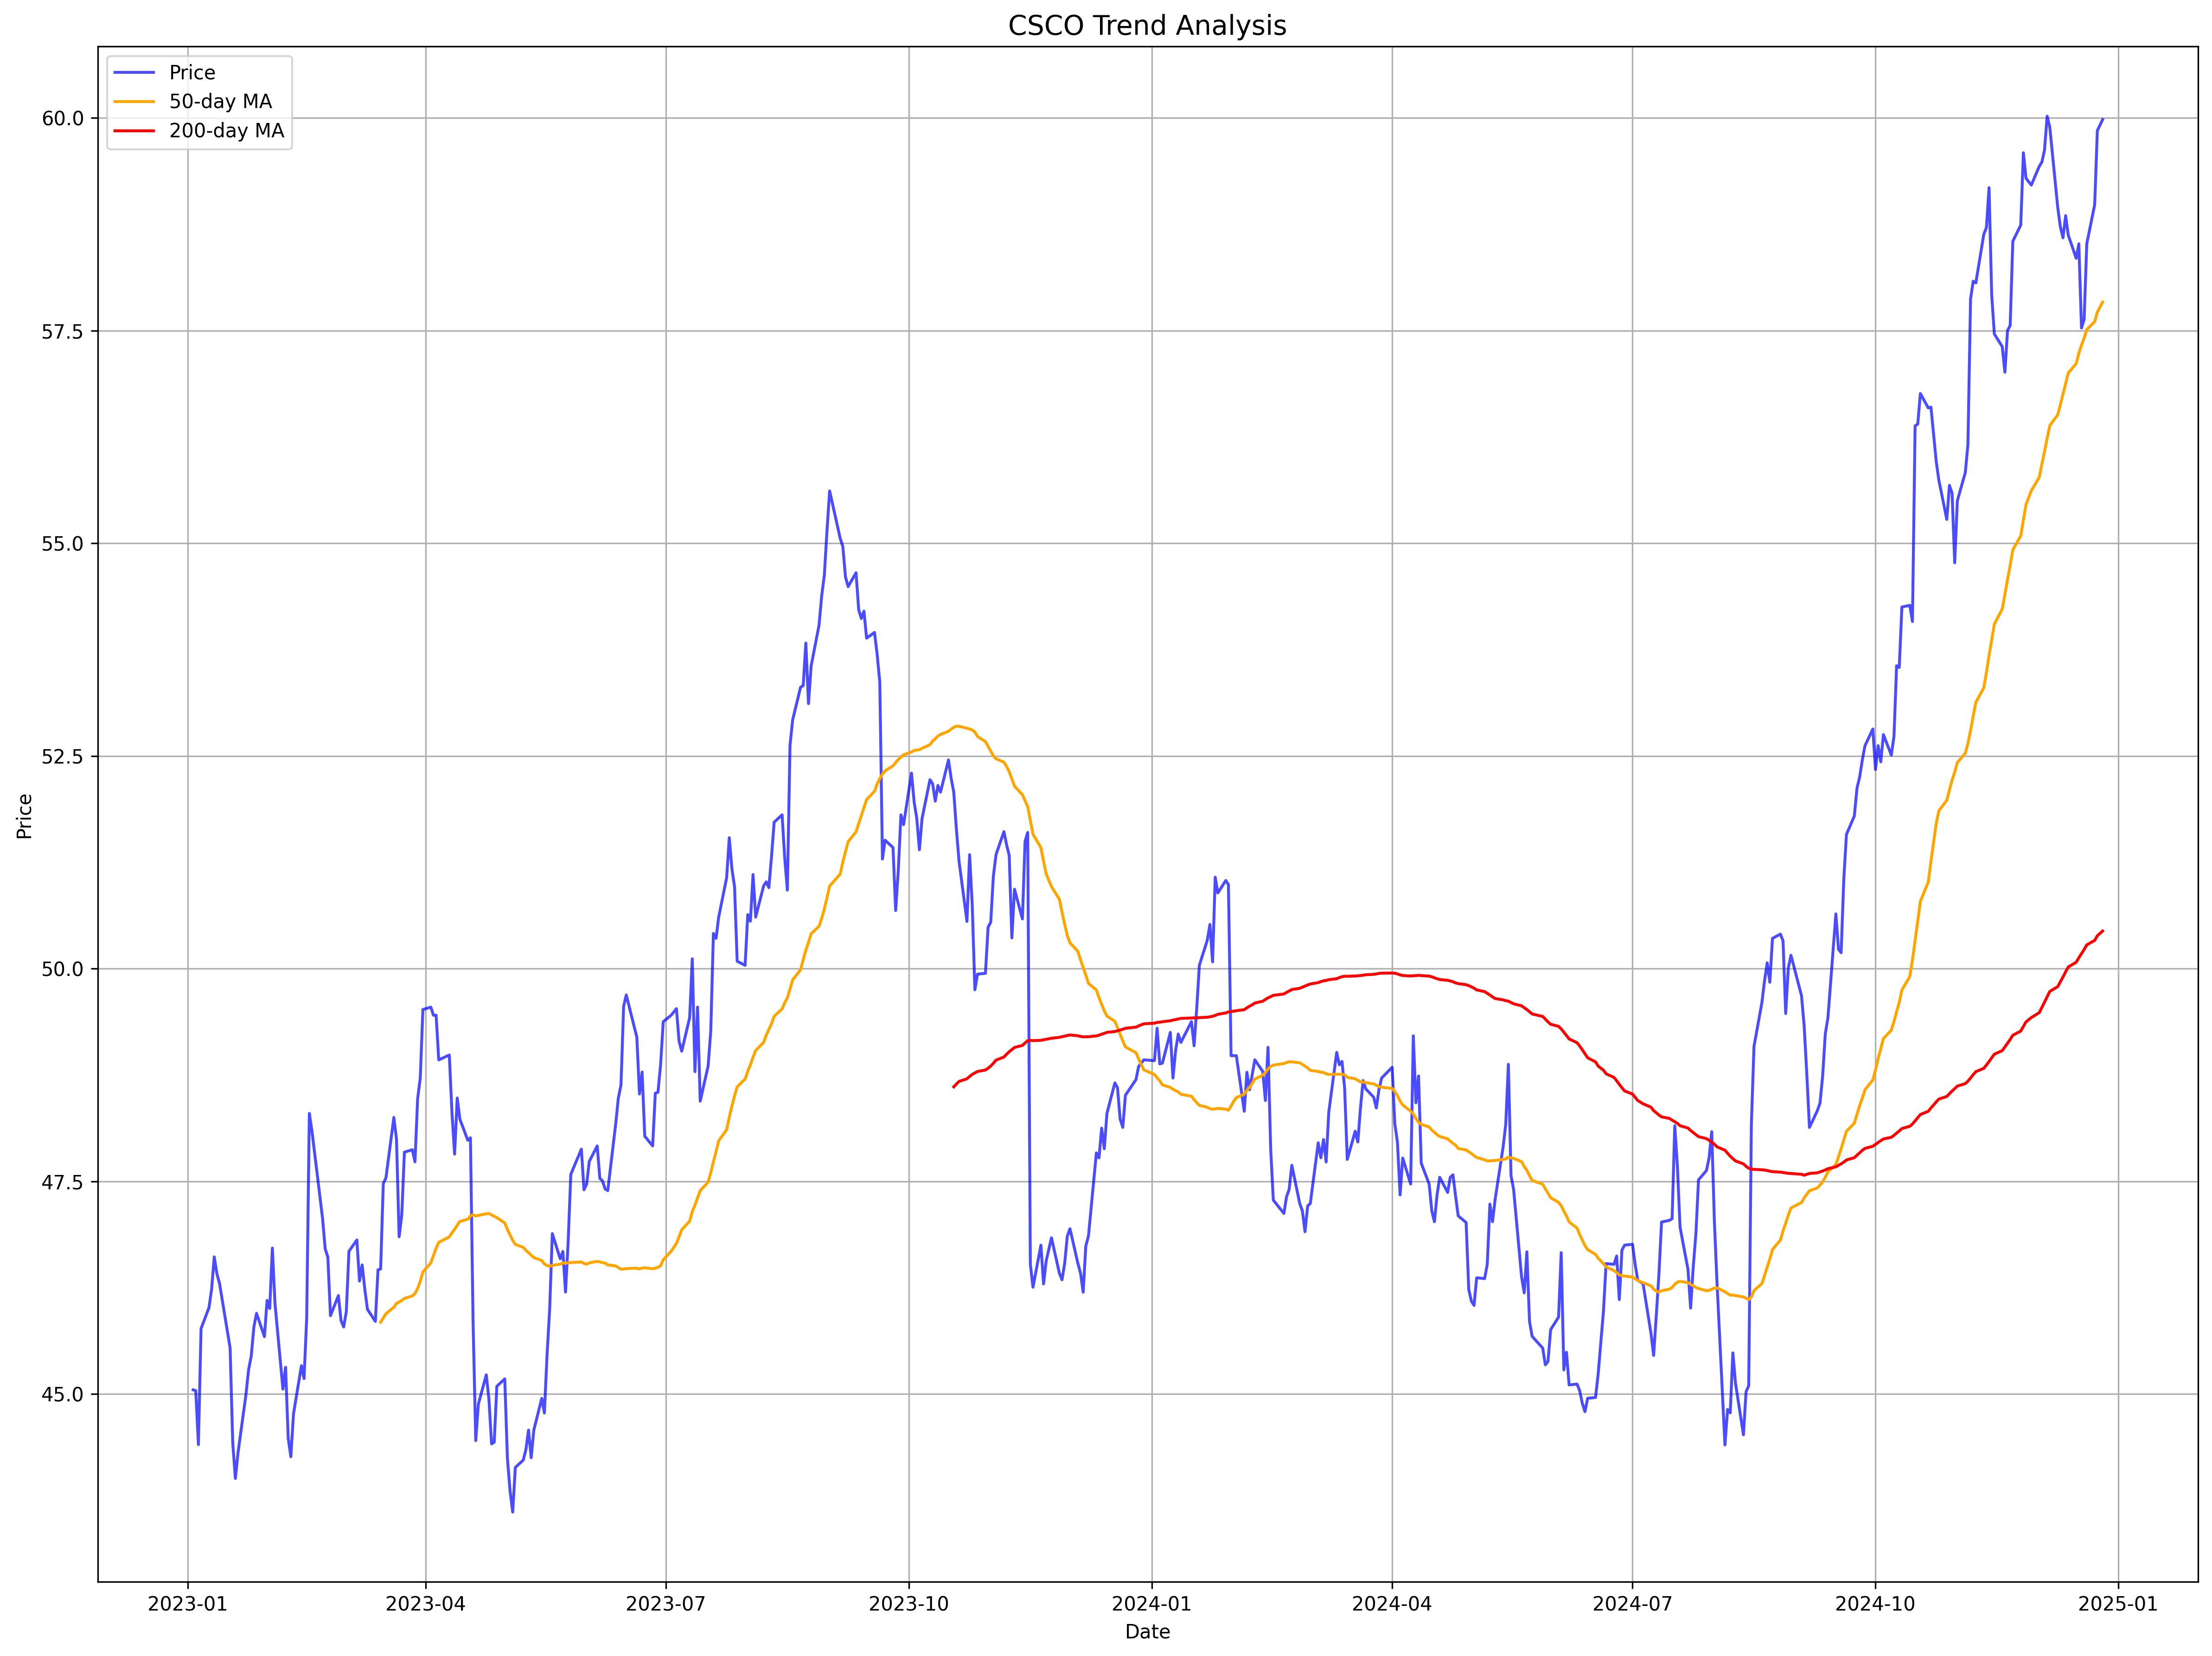 CSCO Trend Analysis
Price
50-day MA
200-day MA
60.0
57.5
55.0
52.5
50.0
47.5
45.0
Price
2023-01
2023-04
2023-07
2023-10
2024-01
2024-04
2024-07
2024-10
2025-01
Date